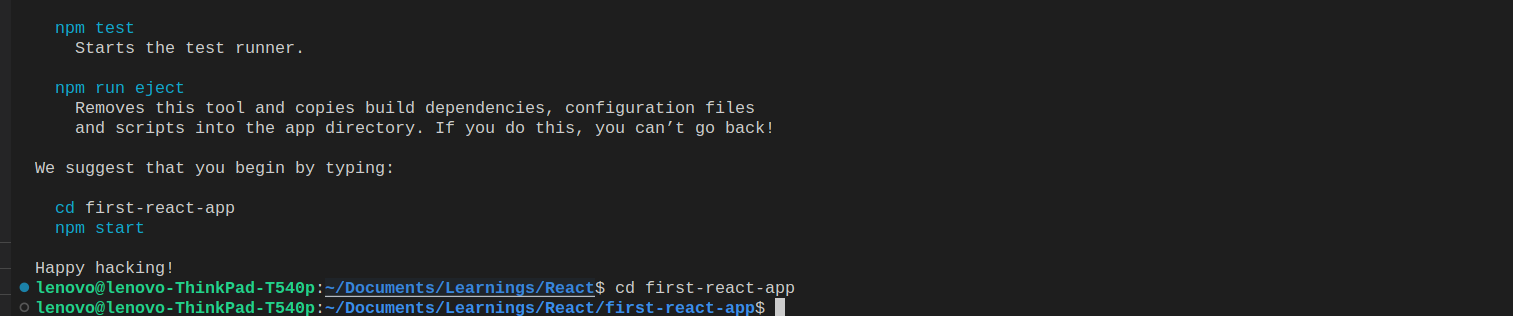 npm test
Starts the test runner.
npm run eject
Removes this tool and copies build dependencies, configuration files
and scripts into the app directory. If you do this, you can’t go back!
We suggest that you begin by typing:
cd first-react-app
npm start
Happy hacking!
lenovo@lenovo-ThinkPad-T540p:~/Documents/Learnings/React$ cd first-react-app
lenovo@lenovo-ThinkPad-T540p:~/Documents/Learnings/React/first-react-app$